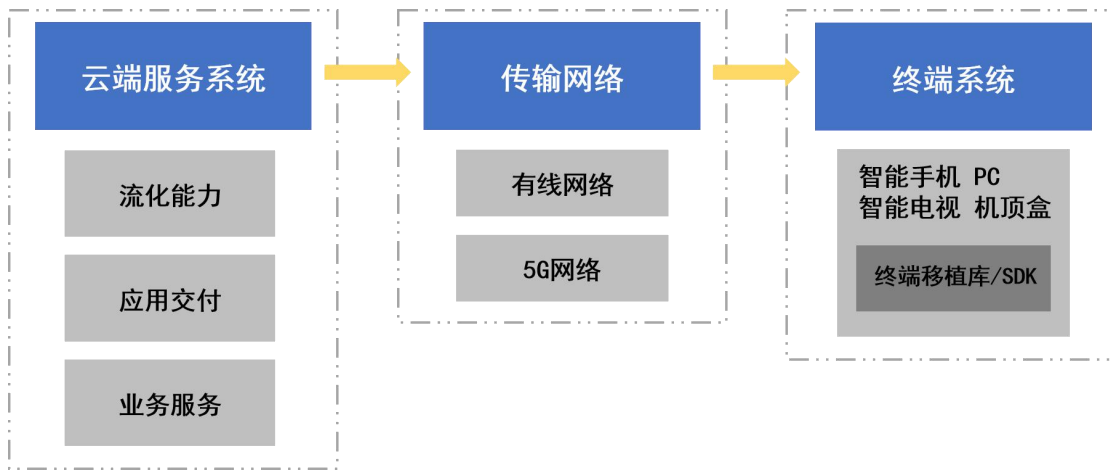 云端服务系统
流化能力
应用交付
业务服务
传输网络
有线网络
5G网络
终端系统
智能手机 PC
智能电视 机顶盒
终端移植库/SDK